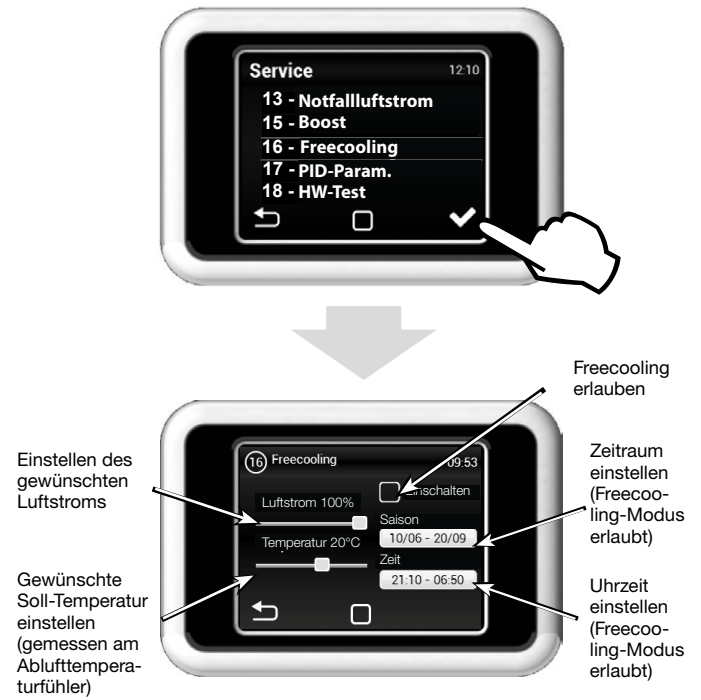 Service 12:10
13 - Notfallluftstrom
15 - Boost
16 - Freecooling
17 - PID-Param.
18 - HW-Test
Freecooling
erlauben
Einstellen des
gewünschten
Luftstroms
Zeitraum
einstellen
(Freecoo-
ling-Modus
erlaubt)
16 Freecooling 09:53
Einschalten
Luftstrom 100%
Saison
10/06 - 20/09
Temperatur 20°C
Zeit
21:10 - 06:50
Gewünschte
Soll-Temperatur
einstellen
(gemessen am
Ablufttempera-
turfühler)
Uhrzeit
einstellen
(Freecoo-
ling-Modus
erlaubt)